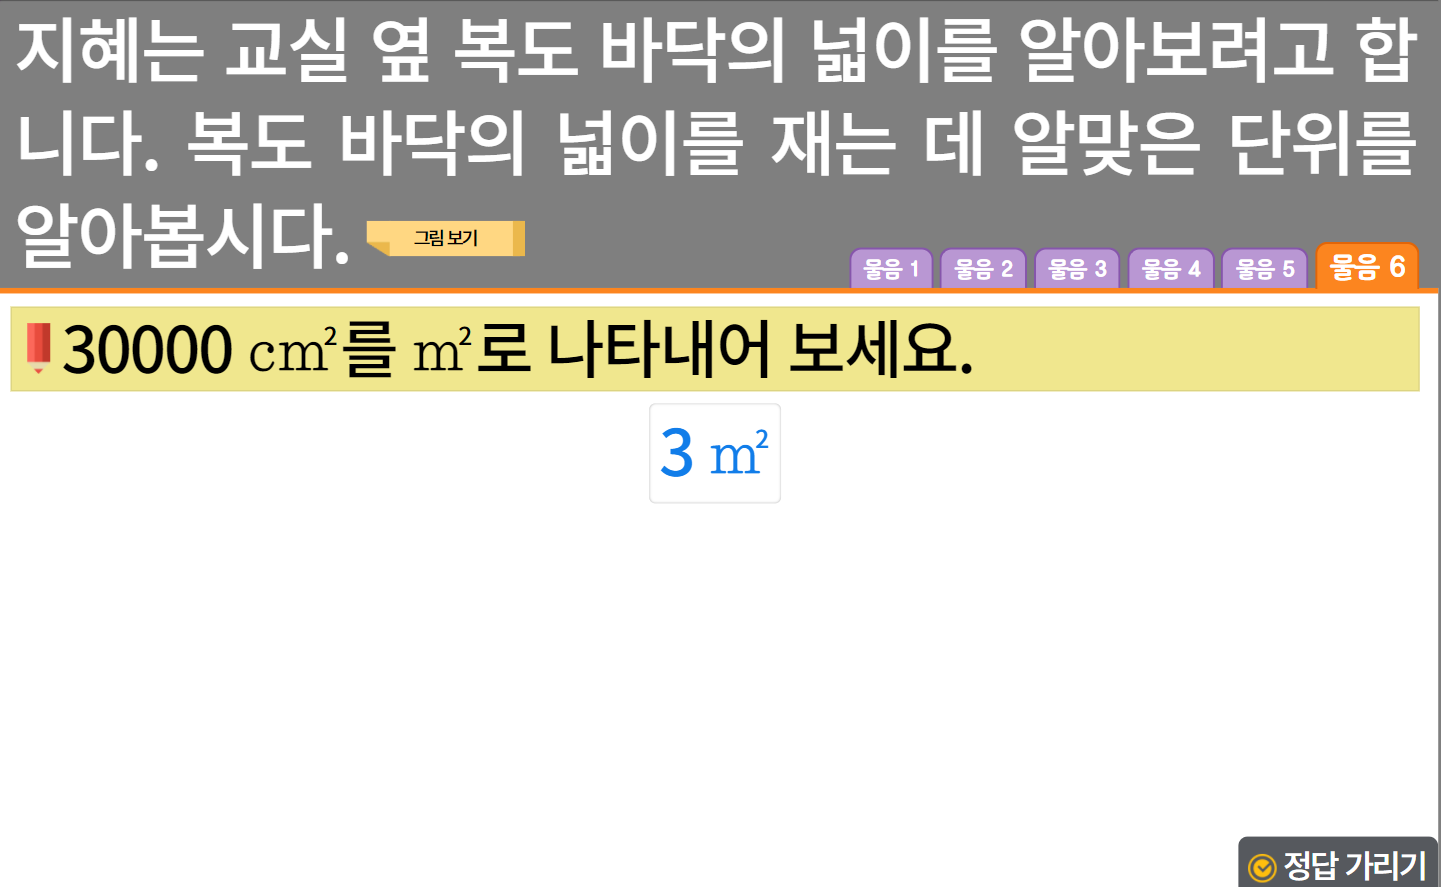 지혜는 교실 옆 복도 바닥의 넓이를 알아보려고 합
니다. 복도 바닥의 넓이를 재는 데 알맞은 단위를
알아봅시다. 그림 보기
물음 1 물음 2 물음 3 물음 4 물음 5 물음 6
30000 cm²를 m²로 나타내어 보세요.
3 m²
정답 가리기